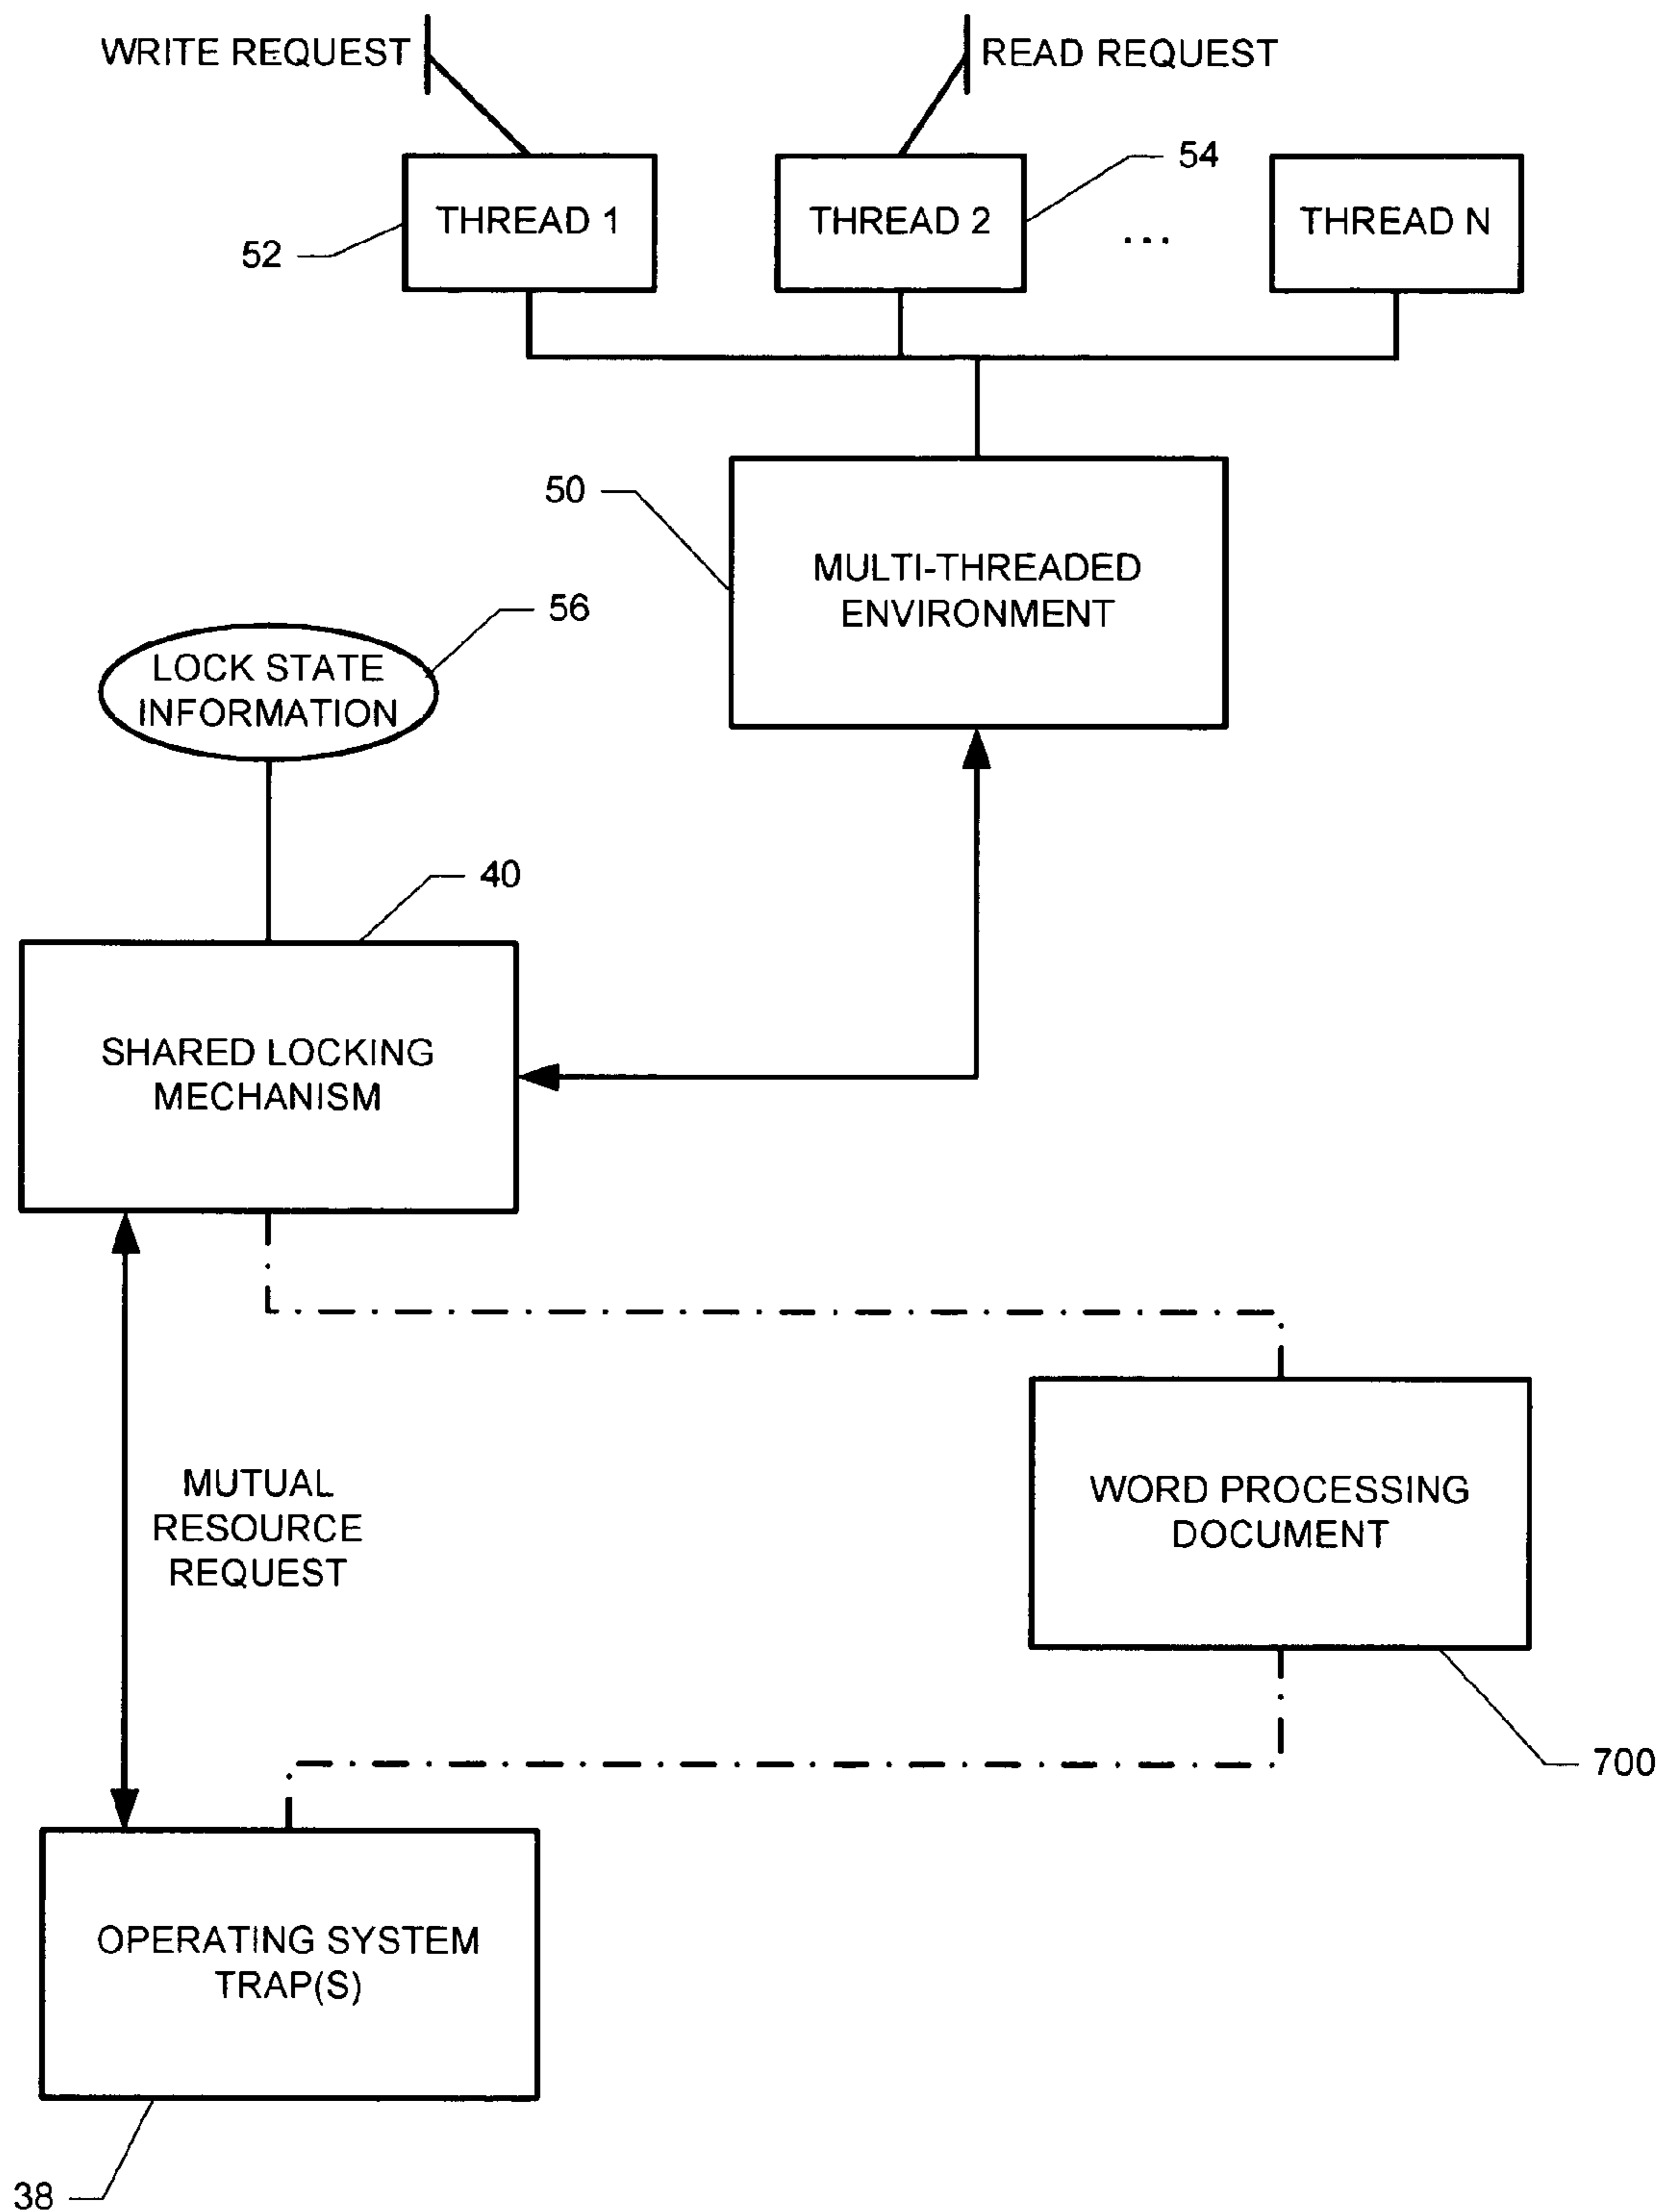 WRITE REQUEST
READ REQUEST
54
THREAD 1
THREAD 2
...
THREAD N
52
50
MULTI-THREADED
ENVIRONMENT
56
LOCK STATE
INFORMATION
40
SHARED LOCKING
MECHANISM
MUTUAL
RESOURCE
REQUEST
WORD PROCESSING
DOCUMENT
700
OPERATING SYSTEM
TRAP(S)
38